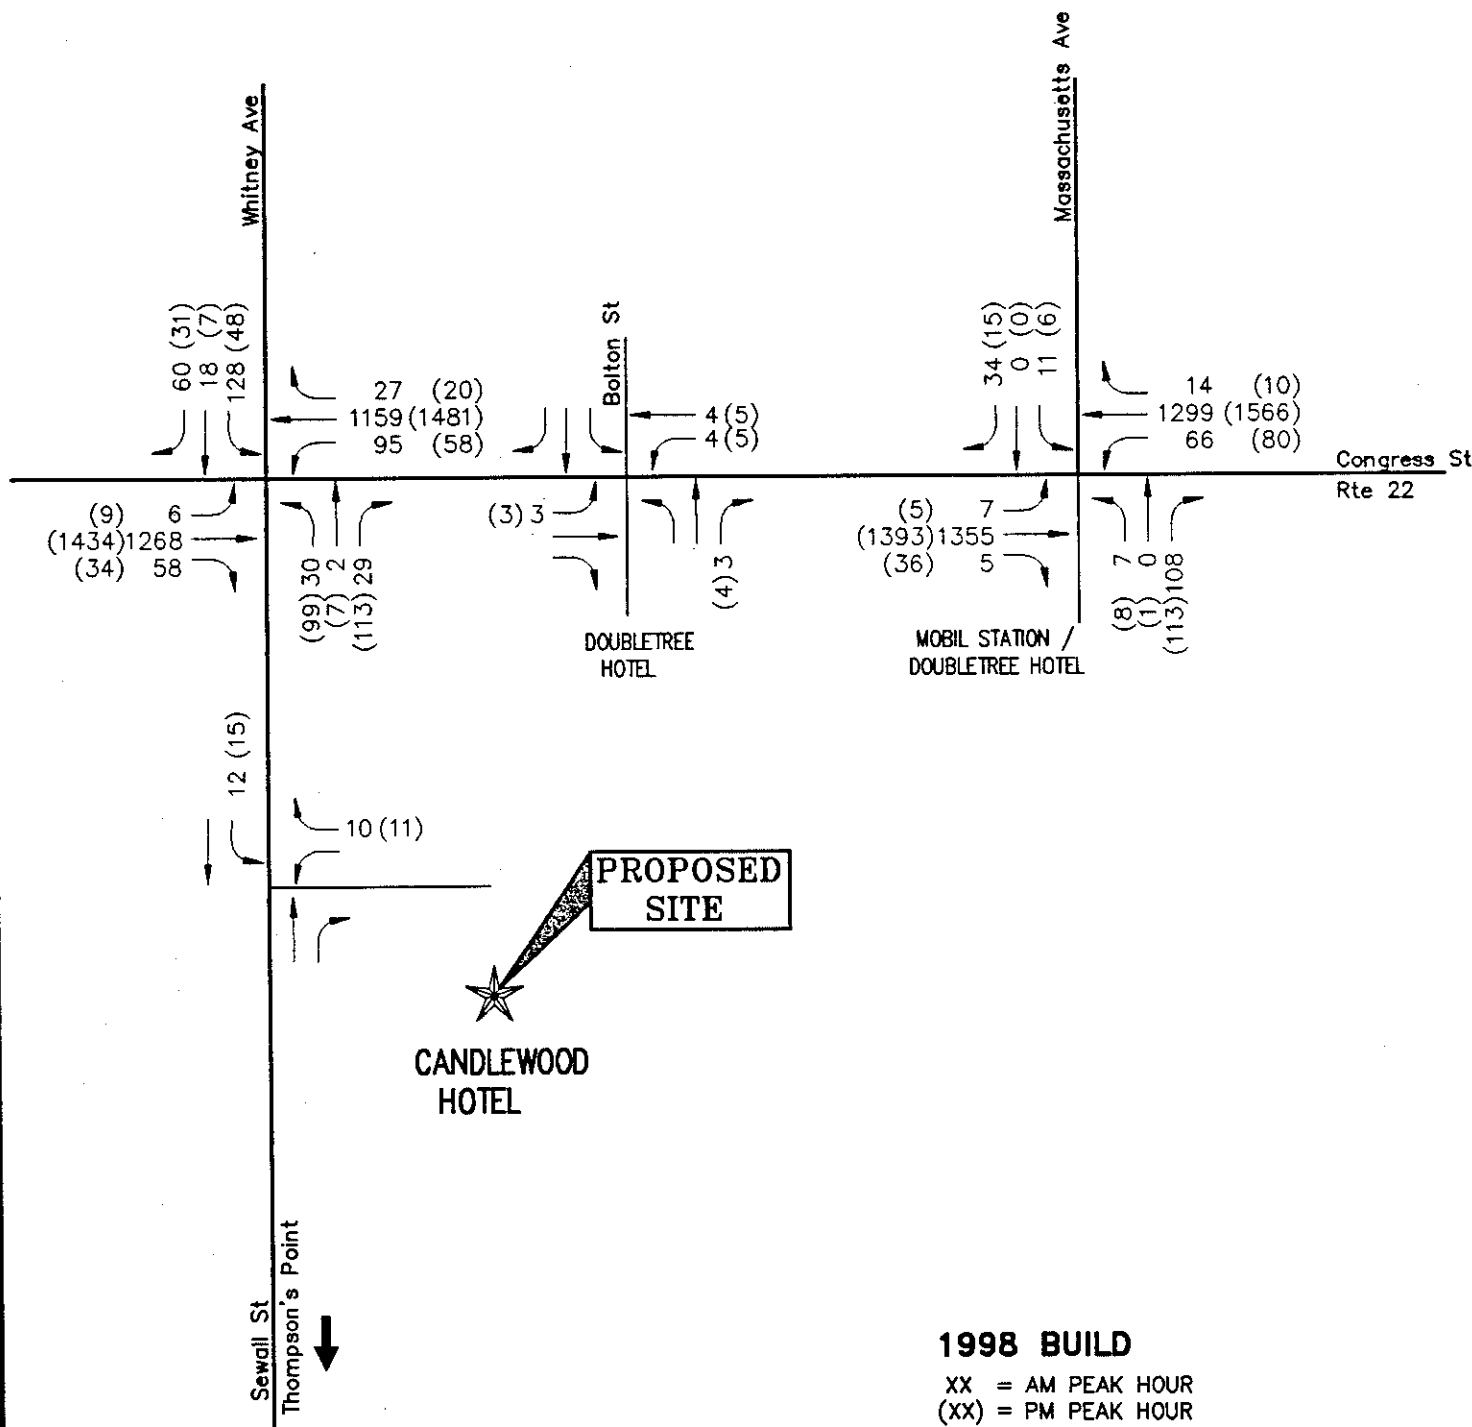 Whitney Ave
Massachusetts Ave
Bolton St
60 (31)
18 (7)
128 (48)
27 (20)
1159 (1481)
95 (58)
4 (5)
4 (5)
34 (15)
0 (0)
11 (6)
14 (10)
1299 (1566)
66 (80)
Congress St
Rte 22
(9) 6
(1434) 1268
(34) 58
(99) 30
(7) 2
(113) 29
(3) 3
(4) 3
(5) 7
(1393) 1355
(36) 5
(8) 7
(1) 0
(113) 108
DOUBLETREE
HOTEL
MOBIL STATION /
DOUBLETREE HOTEL
12 (15)
10 (11)
PROPOSED
SITE
CANDLEWOOD
HOTEL
Sewall St
Thompson's Point
1998 BUILD
XX = AM PEAK HOUR
(XX) = PM PEAK HOUR